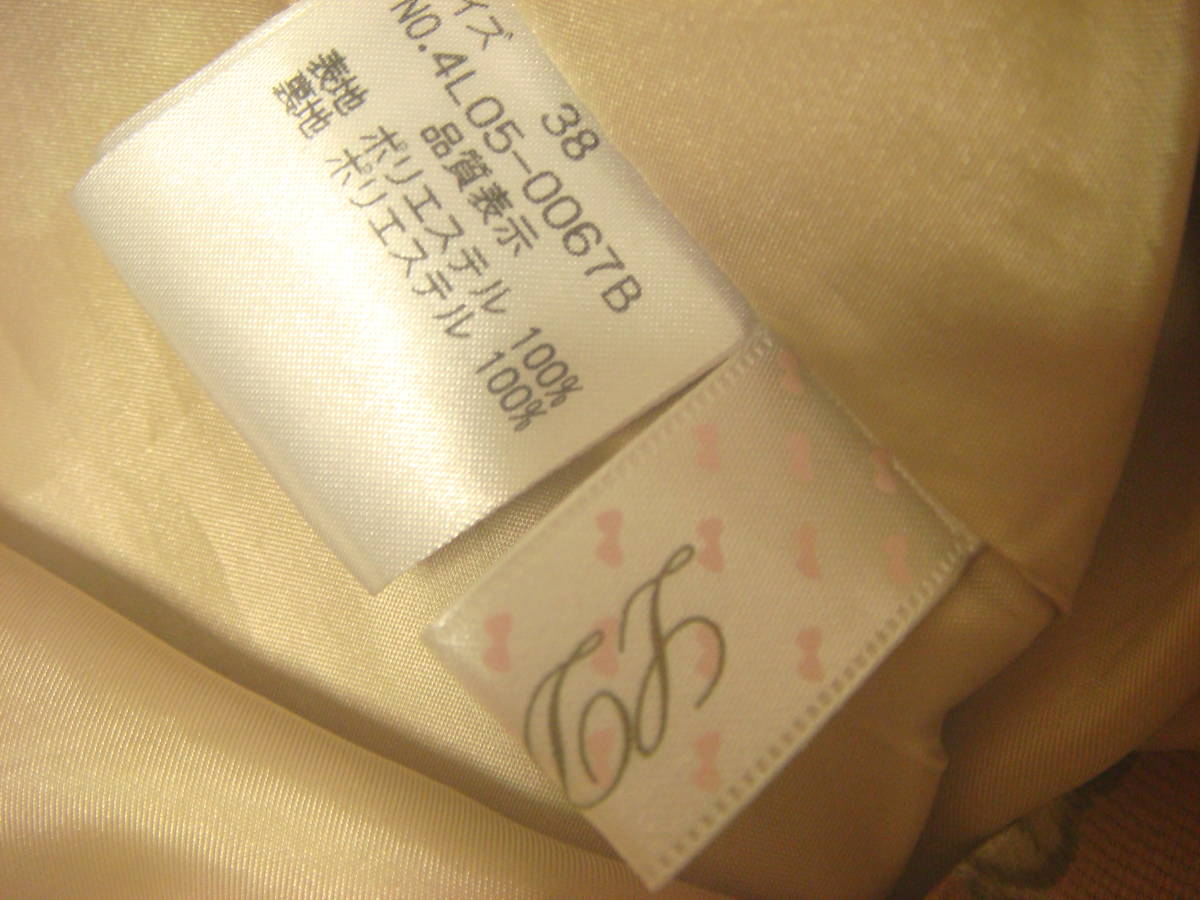 イズ 38
NO. 4L05-0067B
品質表示
表地 ポリエステル 100%
裏地 ポリエステル 100%